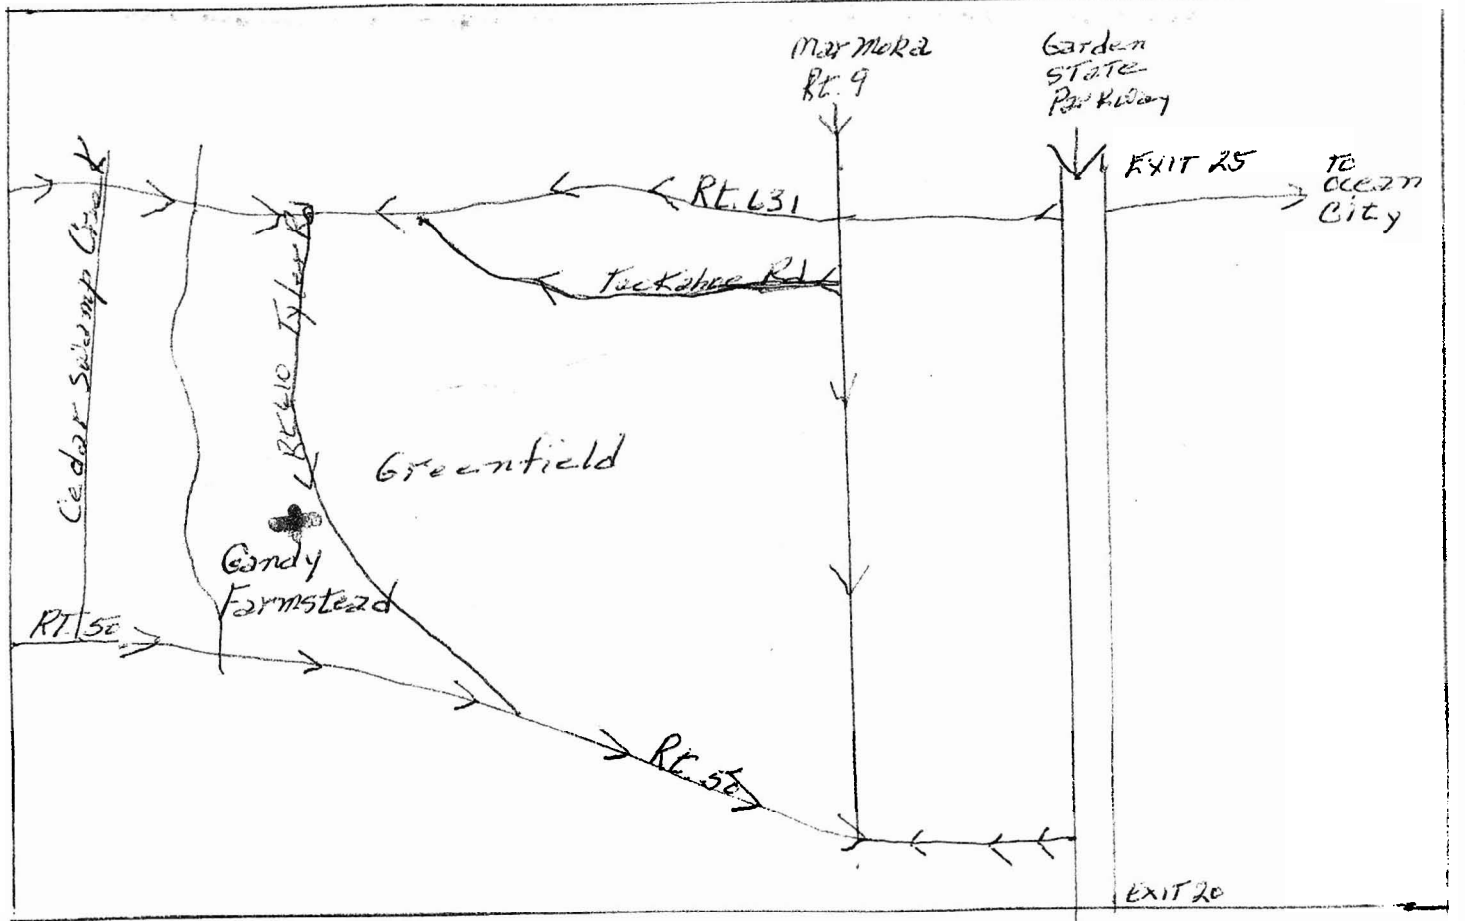 Marmora
Rt. 9
Garden
State
Parkway
EXIT 25
To
Ocean
City
Rt. 631
Tuckahoe Rd
Cedar Swamp Creek
Rt 610 Tyler Rd
Greenfield
Gandy
Farmstead
RT. 50
Rt. 50
EXIT 20